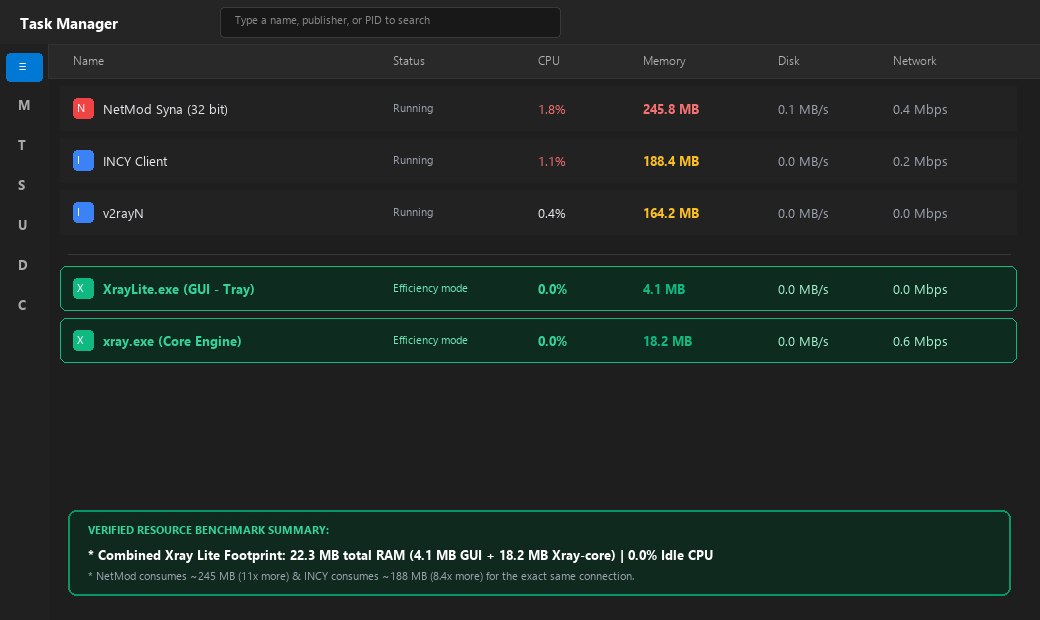 Task Manager
Type a name, publisher, or PID to search
☰
Name Status CPU Memory Disk Network
M
N NetMod Syna (32 bit) Running 1.8% 245.8 MB 0.1 MB/s 0.4 Mbps
T
I INCY Client Running 1.1% 188.4 MB 0.0 MB/s 0.2 Mbps
S
I v2rayN Running 0.4% 164.2 MB 0.0 MB/s 0.0 Mbps
U
D
X XrayLite.exe (GUI - Tray) Efficiency mode 0.0% 4.1 MB 0.0 MB/s 0.0 Mbps
C
X xray.exe (Core Engine) Efficiency mode 0.0% 18.2 MB 0.0 MB/s 0.6 Mbps
VERIFIED RESOURCE BENCHMARK SUMMARY:
* Combined Xray Lite Footprint: 22.3 MB total RAM (4.1 MB GUI + 18.2 MB Xray-core) | 0.0% Idle CPU
* NetMod consumes ~245 MB (11x more) & INCY consumes ~188 MB (8.4x more) for the exact same connection.